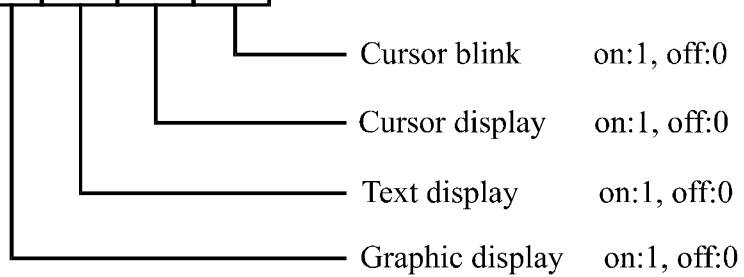 Cursor blink on:1, off:0
Cursor display on:1, off:0
Text display on:1, off:0
Graphic display on:1, off:0